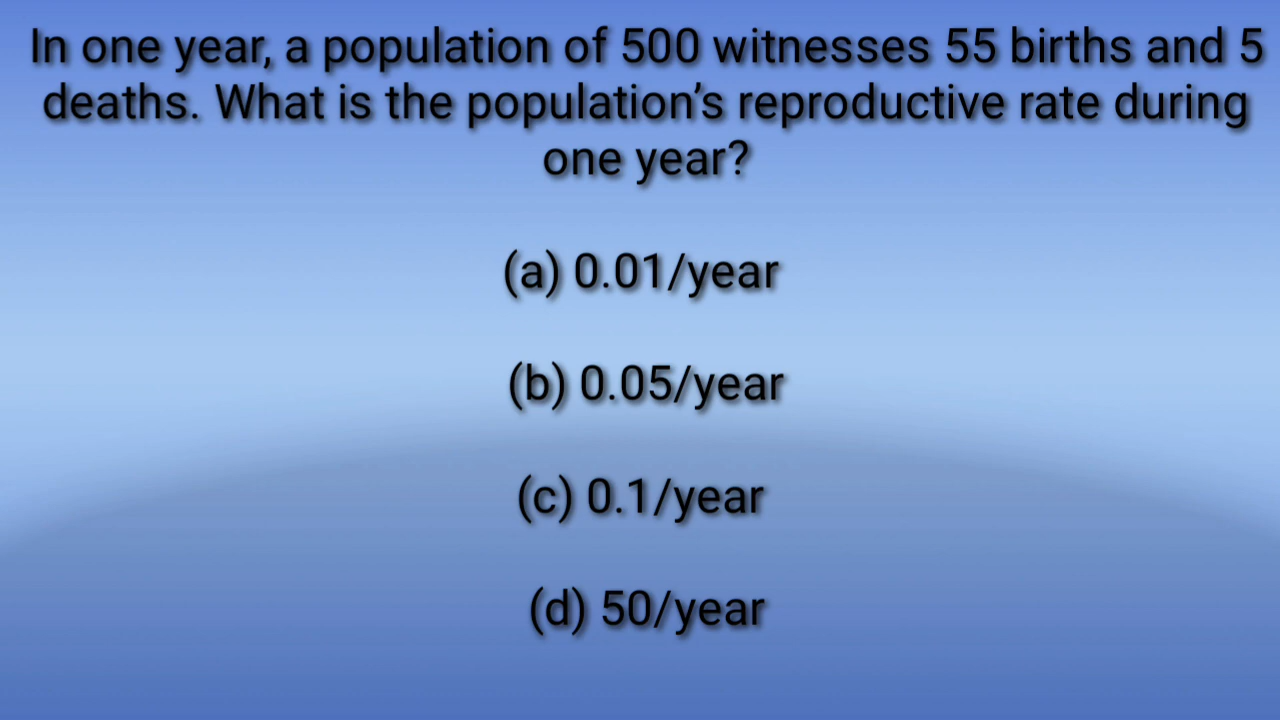 In one year, a population of 500 witnesses 55 births and 5
deaths. What is the population’s reproductive rate during
one year?
(a) 0.01/year
(b) 0.05/year
(c) 0.1/year
(d) 50/year